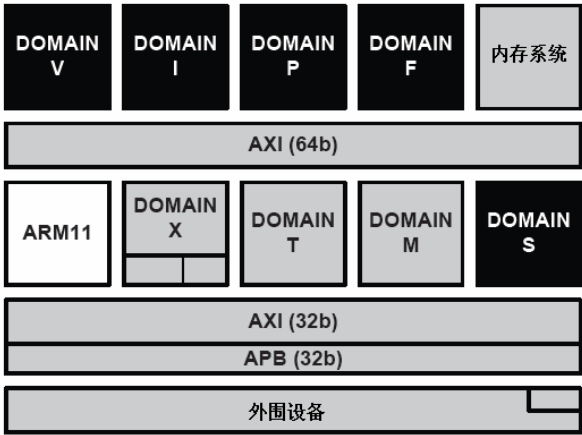 DOMAIN
V
DOMAIN
I
DOMAIN
P
DOMAIN
F
内存系统
AXI (64b)
ARM11
DOMAIN
X
DOMAIN
T
DOMAIN
M
DOMAIN
S
AXI (32b)
APB (32b)
外围设备